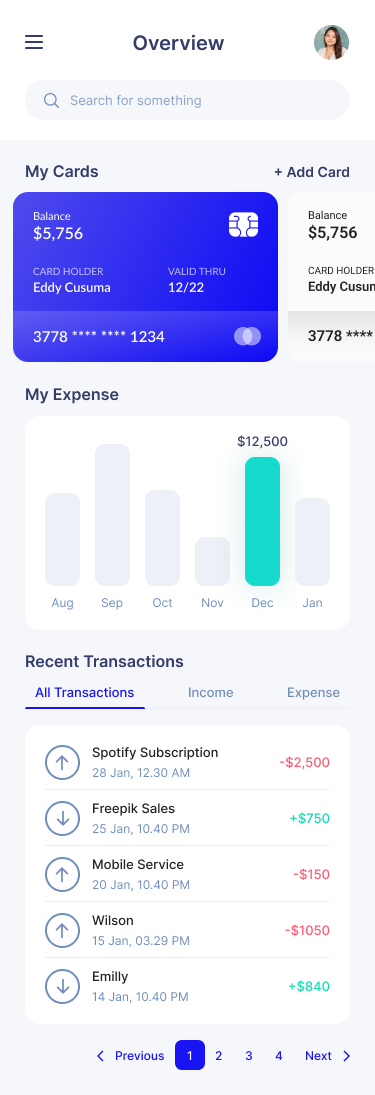 Overview
Search for something
My Cards
+ Add Card
Balance
$5,756
CARD HOLDER
VALID THRU
Eddy Cusuma
12/22
3778 **** **** 1234
Balance
$5,756
CARD HOLDER
Eddy Cusum
3778 ****
My Expense
$12,500
Aug Sep Oct Nov Dec Jan
Recent Transactions
All Transactions Income Expense
Spotify Subscription
28 Jan, 12.30 AM
-$2,500
Freepik Sales
25 Jan, 10.40 PM
+$750
Mobile Service
20 Jan, 10.40 PM
-$150
Wilson
15 Jan, 03.29 PM
-$1050
Emilly
14 Jan, 10.40 PM
+$840
Previous 1 2 3 4 Next